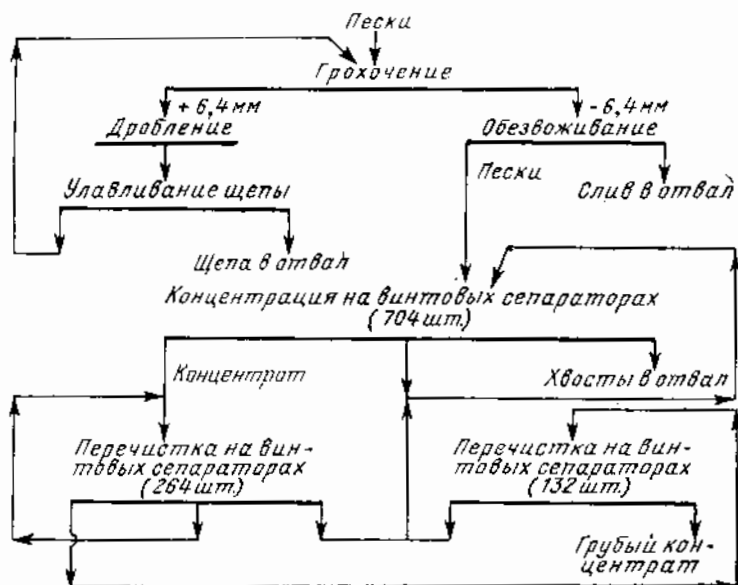 Пески
Грохочение
+6,4 мм
-6,4 мм
Дробление
Обезвоживание
Улавливание щепы
Пески
Слив в отвал
Щепа в отвал
Концентрация на винтовых сепараторах
(704 шт.)
Концентрат
Хвосты в отвал
Перечистка на вин-
товых сепараторах
(264 шт.)
Перечистка на вин-
товых сепараторах
(132 шт.)
Грубый кон-
центрат